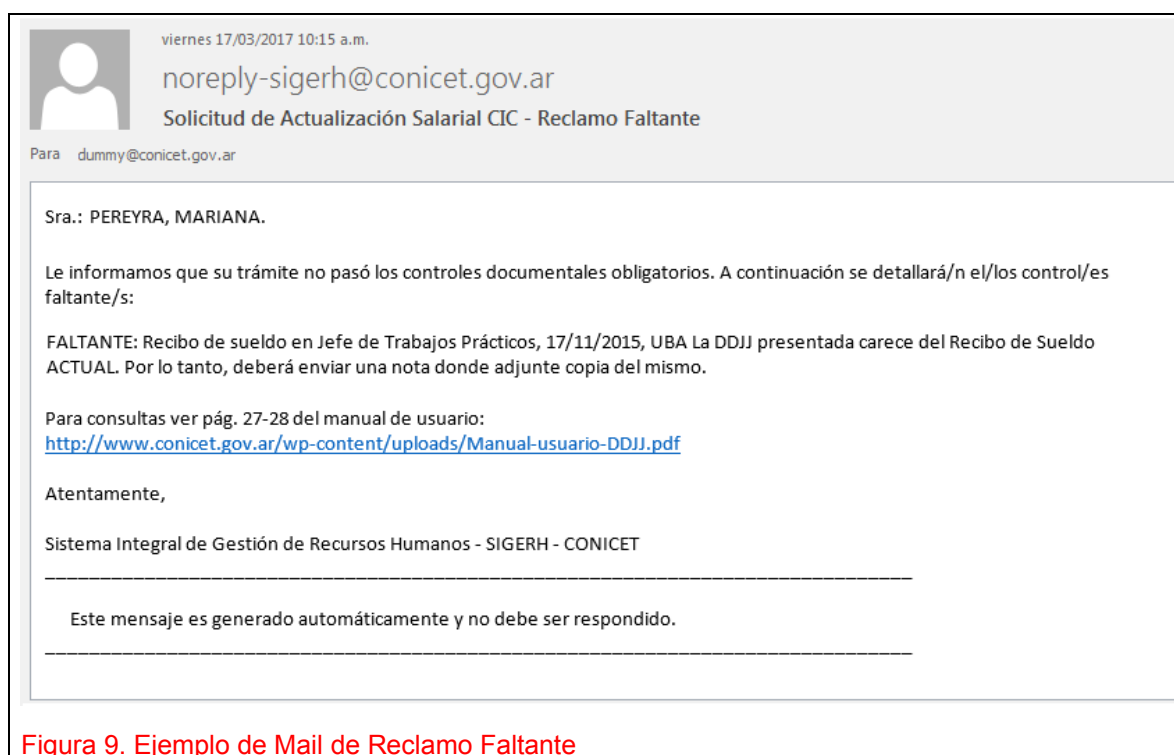 viernes 17/03/2017 10:15 a.m.
noreply-sigerh@conicet.gov.ar
Solicitud de Actualización Salarial CIC - Reclamo Faltante
Para dummy@conicet.gov.ar
Sra.: PEREYRA, MARIANA.
Le informamos que su trámite no pasó los controles documentales obligatorios. A continuación se detallará/n el/los control/es
faltante/s:
FALTANTE: Recibo de sueldo en Jefe de Trabajos Prácticos, 17/11/2015, UBA La DDJJ presentada carece del Recibo de Sueldo
ACTUAL. Por lo tanto, deberá enviar una nota donde adjunte copia del mismo.
Para consultas ver pág. 27-28 del manual de usuario:
http://www.conicet.gov.ar/wp-content/uploads/Manual-usuario-DDJJ.pdf
Atentamente,
Sistema Integral de Gestión de Recursos Humanos - SIGERH - CONICET
Este mensaje es generado automáticamente y no debe ser respondido.
Figura 9. Ejemplo de Mail de Reclamo Faltante